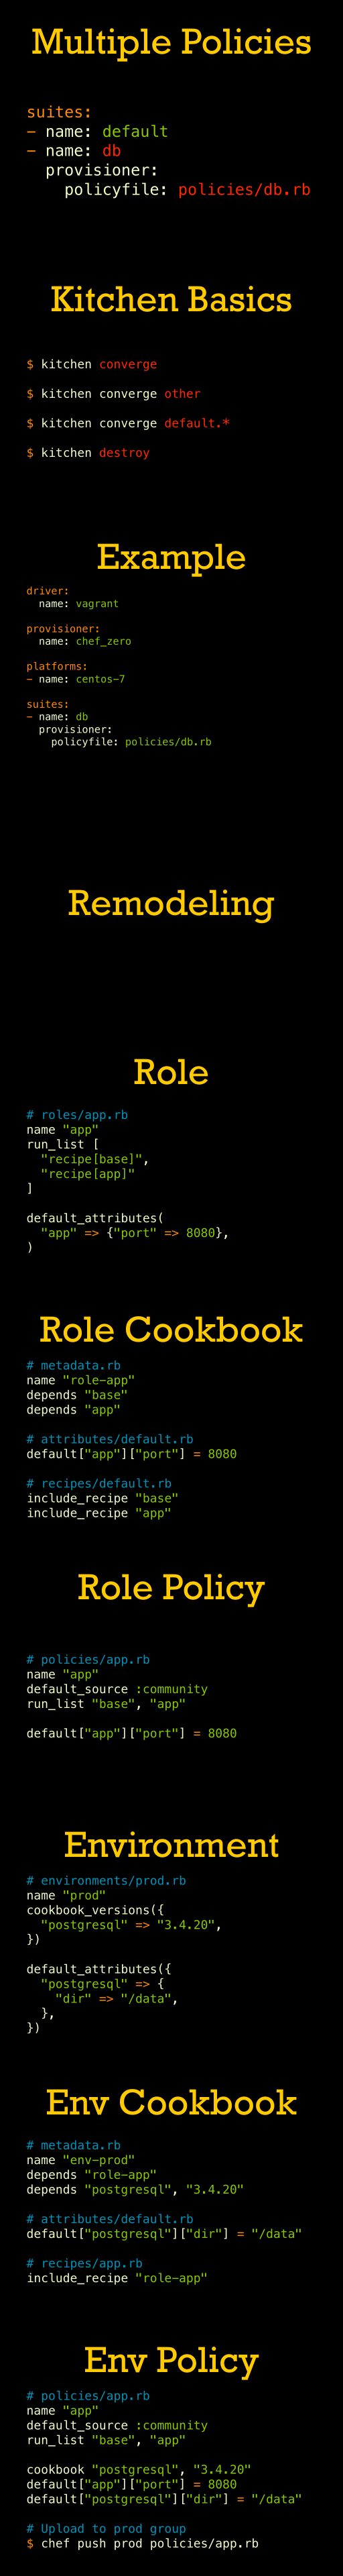 Multiple Policies
suites:
- name: default
- name: db
  provisioner:
    policyfile: policies/db.rb
Kitchen Basics
$ kitchen converge
$ kitchen converge other
$ kitchen converge default.*
$ kitchen destroy
Example
driver:
  name: vagrant
provisioner:
  name: chef_zero
platforms:
- name: centos-7
suites:
- name: db
  provisioner:
    policyfile: policies/db.rb
Remodeling
Role
# roles/app.rb
name "app"
run_list [
  "recipe[base]",
  "recipe[app]"
]
default_attributes(
  "app" => {"port" => 8080},
)
Role Cookbook
# metadata.rb
name "role-app"
depends "base"
depends "app"
# attributes/default.rb
default["app"]["port"] = 8080
# recipes/default.rb
include_recipe "base"
include_recipe "app"
Role Policy
# policies/app.rb
name "app"
default_source :community
run_list "base", "app"
default["app"]["port"] = 8080
Environment
# environments/prod.rb
name "prod"
cookbook_versions({
  "postgresql" => "3.4.20",
})
default_attributes({
  "postgresql" => {
    "dir" => "/data",
  },
})
Env Cookbook
# metadata.rb
name "env-prod"
depends "role-app"
depends "postgresql", "3.4.20"
# attributes/default.rb
default["postgresql"]["dir"] = "/data"
# recipes/app.rb
include_recipe "role-app"
Env Policy
# policies/app.rb
name "app"
default_source :community
run_list "base", "app"
cookbook "postgresql", "3.4.20"
default["app"]["port"] = 8080
default["postgresql"]["dir"] = "/data"
# Upload to prod group
$ chef push prod policies/app.rb